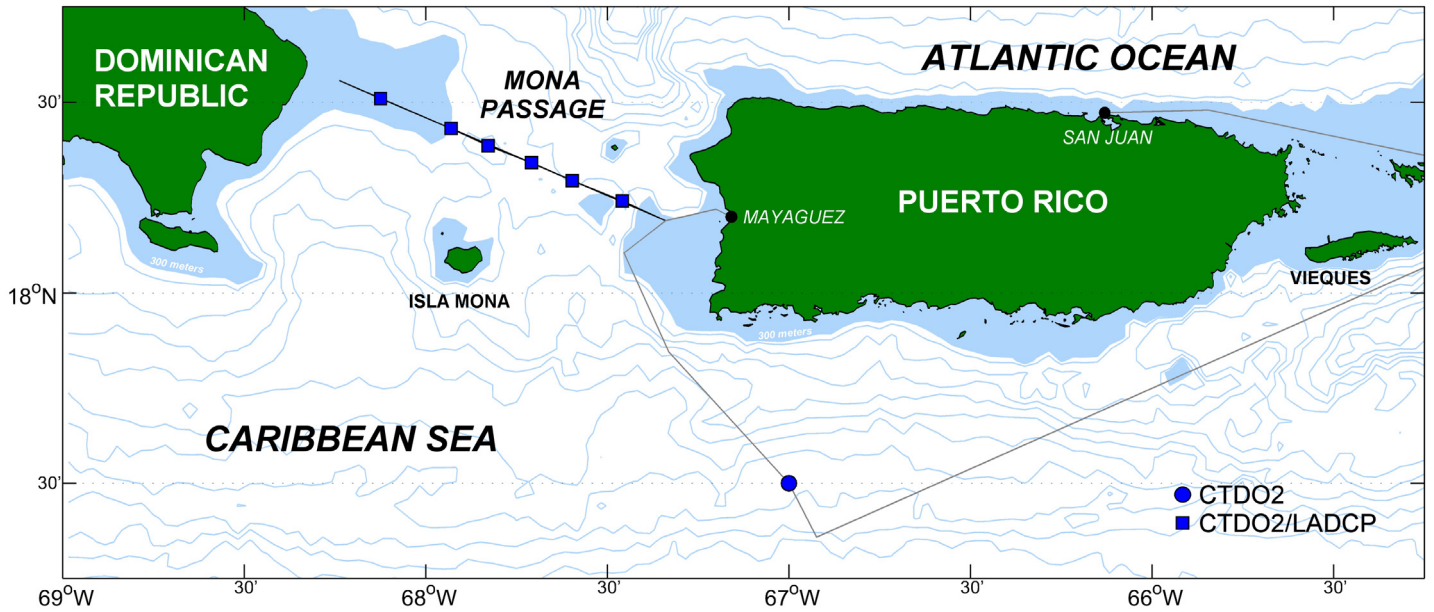 DOMINICAN
REPUBLIC
MONA
PASSAGE
ATLANTIC OCEAN
30'
SAN JUAN
PUERTO RICO
MAYAGUEZ
300 meters
ISLA MONA
VIEQUES
18°N
300 meters
CARIBBEAN SEA
30'
CTDO2
CTDO2/LADCP
69°W
30'
68°W
30'
67°W
30'
66°W
30'